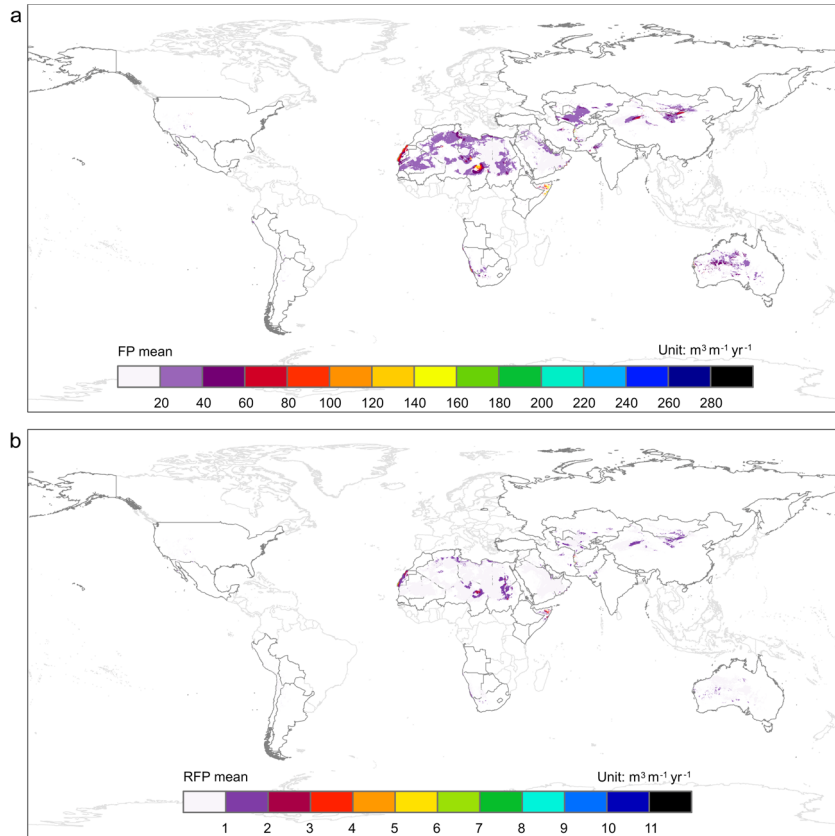 a
FP mean Unit: m³ m⁻¹ yr⁻¹
20 40 60 80 100 120 140 160 180 200 220 240 260 280
b
RFP mean Unit: m³ m⁻¹ yr⁻¹
1 2 3 4 5 6 7 8 9 10 11